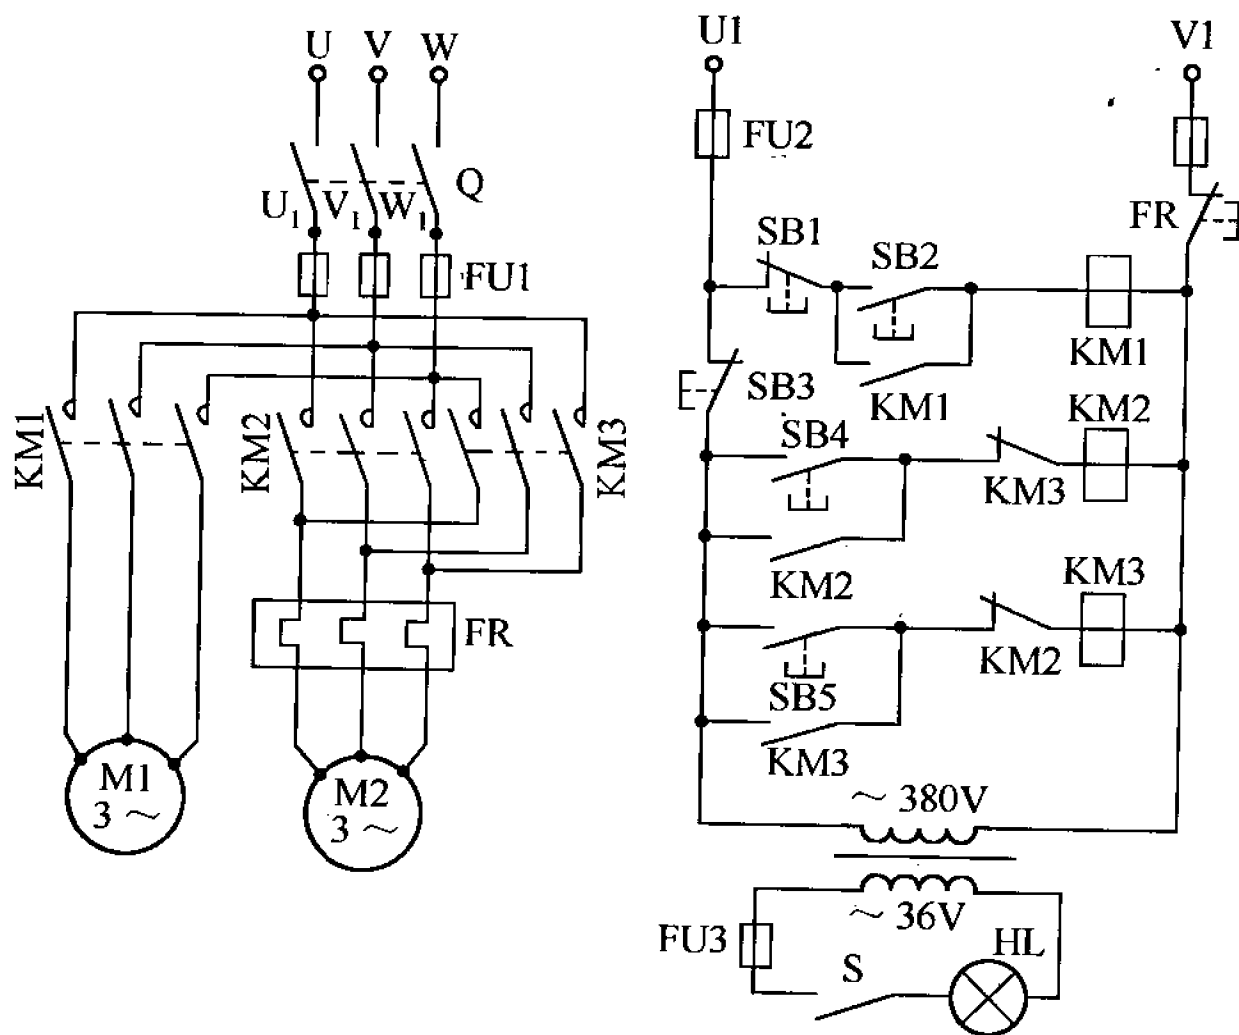 U V W
Q
U₁ V₁ W₁
FU1
KM1
KM2
KM3
FR
M1
3 ~
M2
3 ~
U1
V1
FU2
FR
SB1
SB2
KM1
KM1
SB3
SB4
KM2
KM3
KM2
KM3
KM2
SB5
KM3
~ 380V
~ 36V
FU3
S
HL